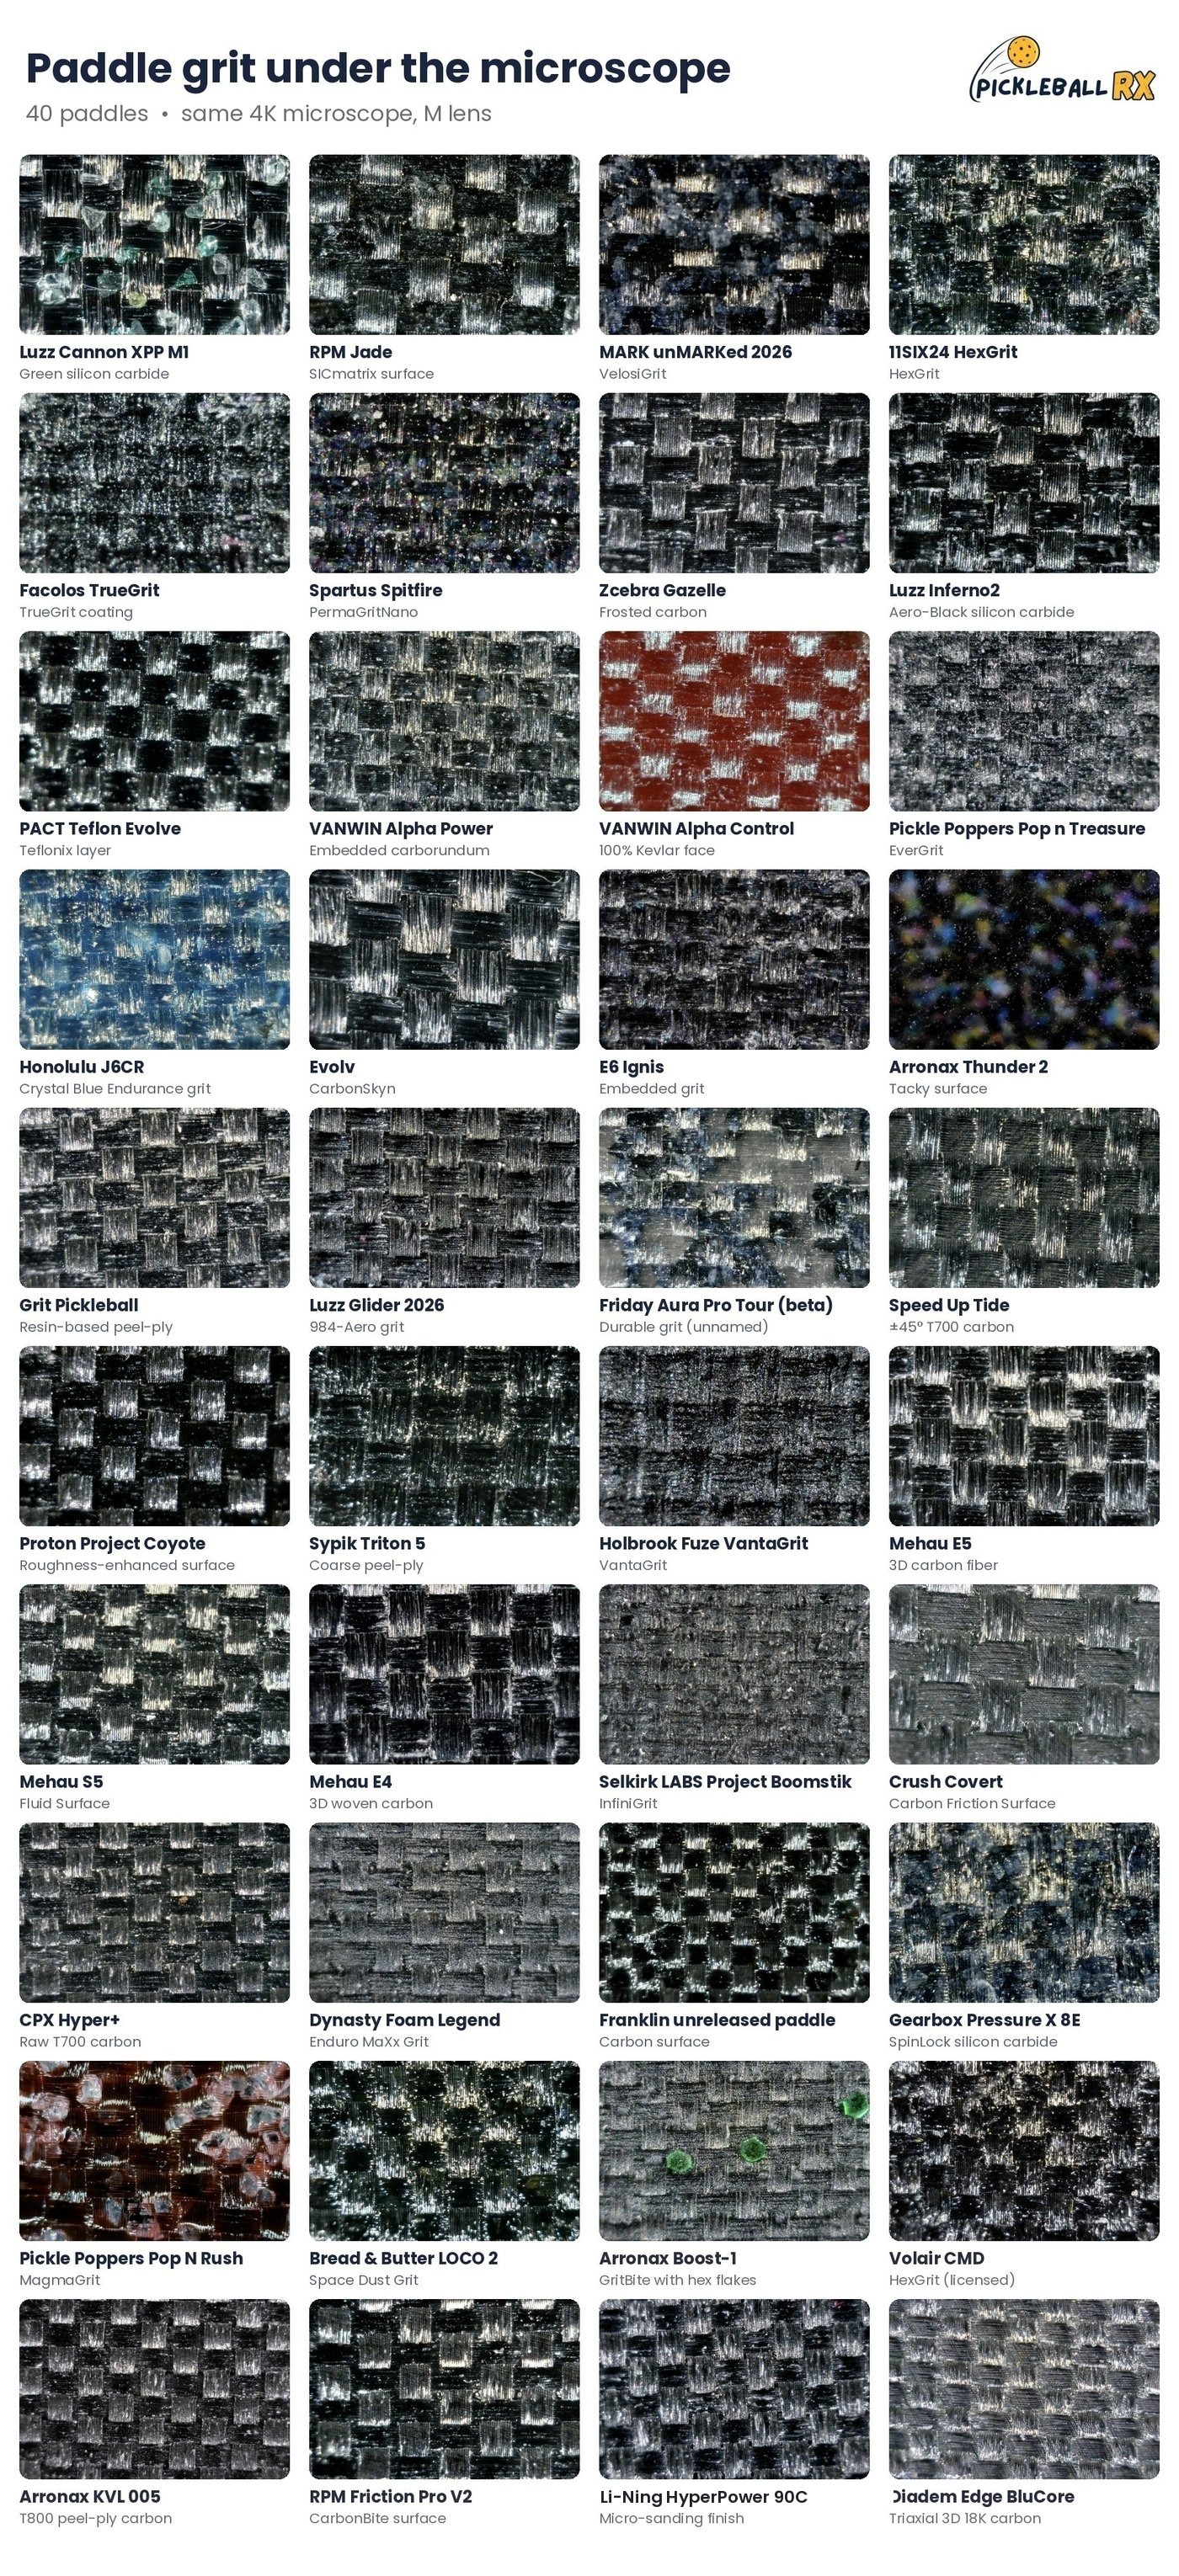 Paddle grit under the microscope
PICKLEBALL RX
40 paddles • same 4K microscope, M lens
Luzz Cannon XPP M1
Green silicon carbide
RPM Jade
SICmatrix surface
MARK unMARKed 2026
VelosiGrit
11SIX24 HexGrit
HexGrit
Facolos TrueGrit
TrueGrit coating
Spartus Spitfire
PermaGritNano
Zcebra Gazelle
Frosted carbon
Luzz Inferno2
Aero-Black silicon carbide
PACT Teflon Evolve
Teflonix layer
VANWIN Alpha Power
Embedded carborundum
VANWIN Alpha Control
100% Kevlar face
Pickle Poppers Pop n Treasure
EverGrit
Honolulu J6CR
Crystal Blue Endurance grit
Evolv
CarbonSkyn
E6 Ignis
Embedded grit
Arronax Thunder 2
Tacky surface
Grit Pickleball
Resin-based peel-ply
Luzz Glider 2026
984-Aero grit
Friday Aura Pro Tour (beta)
Durable grit (unnamed)
Speed Up Tide
±45° T700 carbon
Proton Project Coyote
Roughness-enhanced surface
Sypik Triton 5
Coarse peel-ply
Holbrook Fuze VantaGrit
VantaGrit
Mehau E5
3D carbon fiber
Mehau S5
Fluid Surface
Mehau E4
3D woven carbon
Selkirk LABS Project Boomstik
InfiniGrit
Crush Covert
Carbon Friction Surface
CPX Hyper+
Raw T700 carbon
Dynasty Foam Legend
Enduro MaXx Grit
Franklin unreleased paddle
Carbon surface
Gearbox Pressure X 8E
SpinLock silicon carbide
Pickle Poppers Pop N Rush
MagmaGrit
Bread & Butter LOCO 2
Space Dust Grit
Arronax Boost-1
GritBite with hex flakes
Volair CMD
HexGrit (licensed)
Arronax KVL 005
T800 peel-ply carbon
RPM Friction Pro V2
CarbonBite surface
Li-Ning HyperPower 90C
Micro-sanding finish
Diadem Edge BluCore
Triaxial 3D 18K carbon